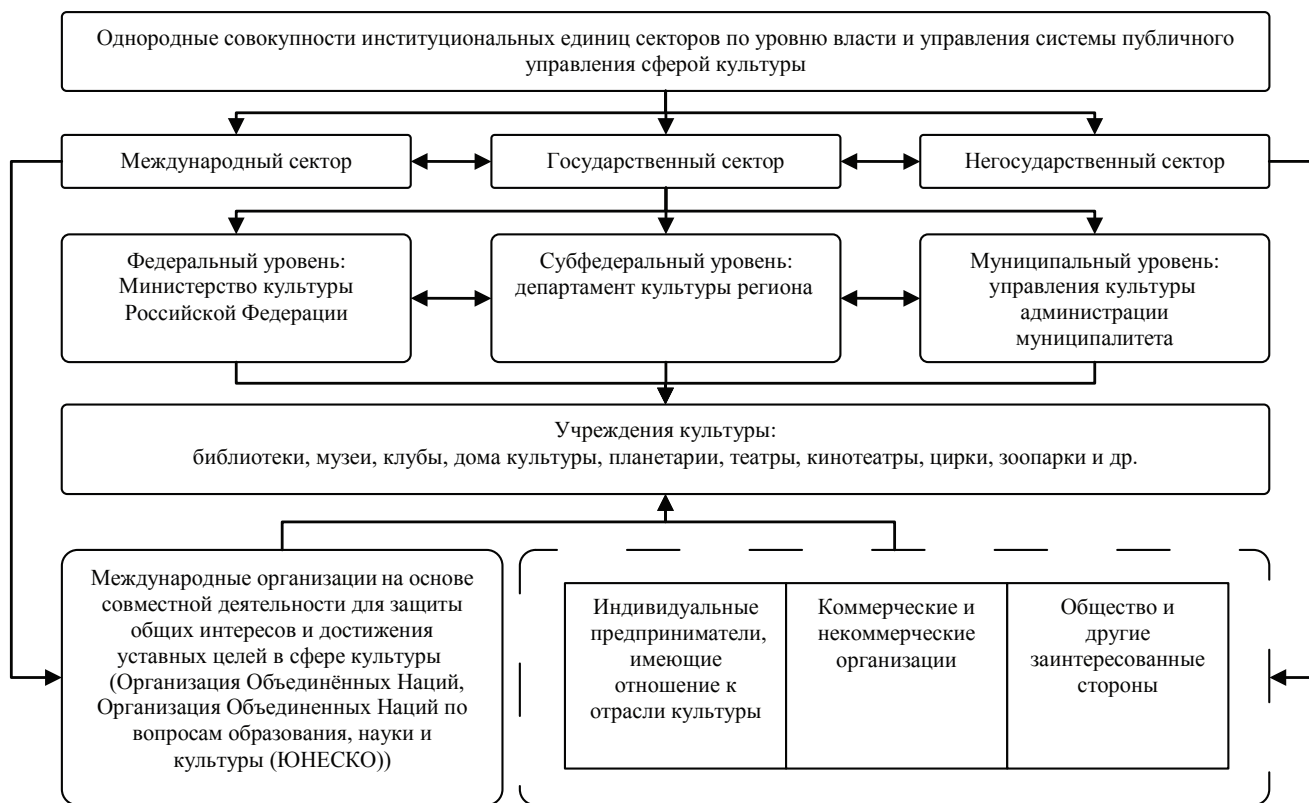 Однородные совокупности институциональных единиц секторов по уровню власти и управления системы публичного
управления сферой культуры
Международный сектор
Государственный сектор
Негосударственный сектор
Федеральный уровень:
Министерство культуры
Российской Федерации
Субфедеральный уровень:
департамент культуры региона
Муниципальный уровень:
управления культуры
администрации
муниципалитета
Учреждения культуры:
библиотеки, музеи, клубы, дома культуры, планетарии, театры, кинотеатры, цирки, зоопарки и др.
Международные организации на основе
совместной деятельности для защиты
общих интересов и достижения
уставных целей в сфере культуры
(Организация Объединённых Наций,
Организация Объединенных Наций по
вопросам образования, науки и
культуры (ЮНЕСКО))
Индивидуальные
предприниматели,
имеющие
отношение к
отрасли культуры
Коммерческие и
некоммерческие
организации
Общество и
другие
заинтересованные
стороны